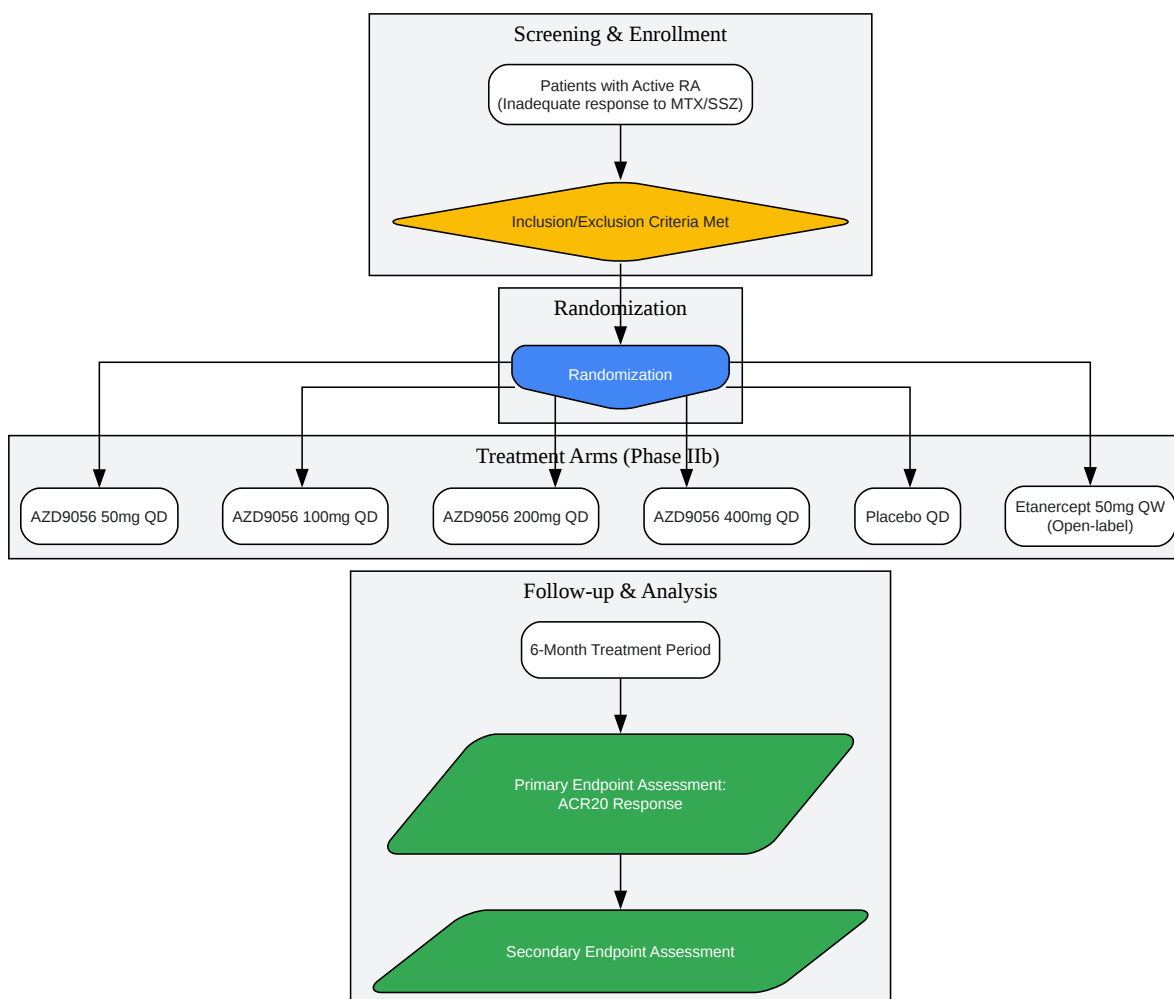 Screening & Enrollment
Patients with Active RA
(Inadequate response to MTX/SSZ)
Inclusion/Exclusion Criteria Met
Randomization
Randomization
Treatment Arms (Phase IIb)
AZD9056 50mg QD
AZD9056 100mg QD
AZD9056 200mg QD
AZD9056 400mg QD
Placebo QD
Etanercept 50mg QW
(Open-label)
Follow-up & Analysis
6-Month Treatment Period
Primary Endpoint Assessment:
ACR20 Response
Secondary Endpoint Assessment